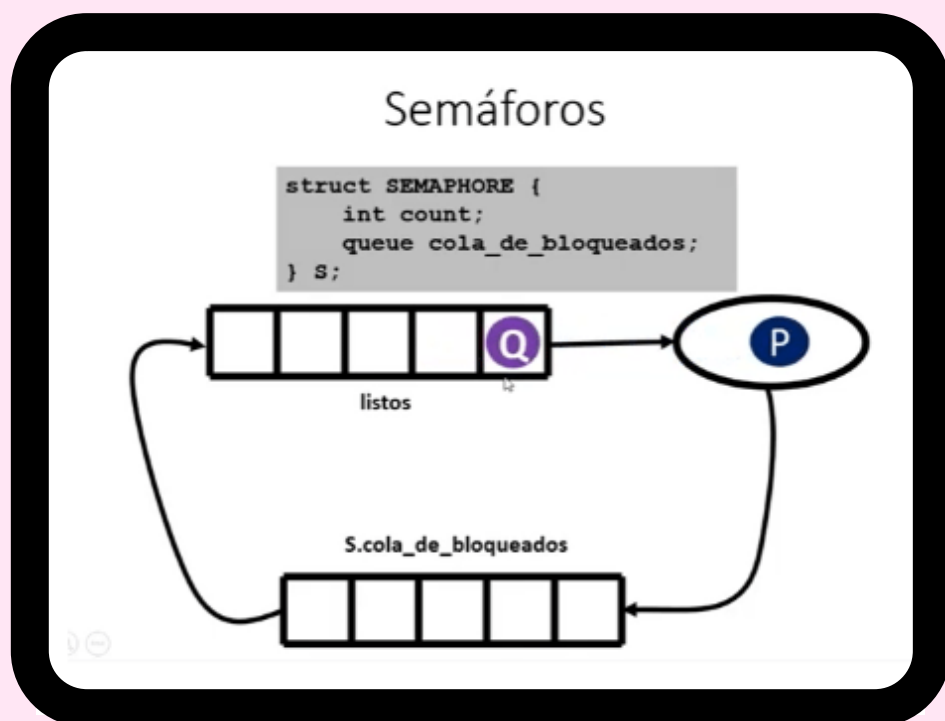 Semáforos
struct SEMAPHORE {
int count;
queue cola_de_bloqueados;
} S;
Q
P
listos
S.cola_de_bloqueados